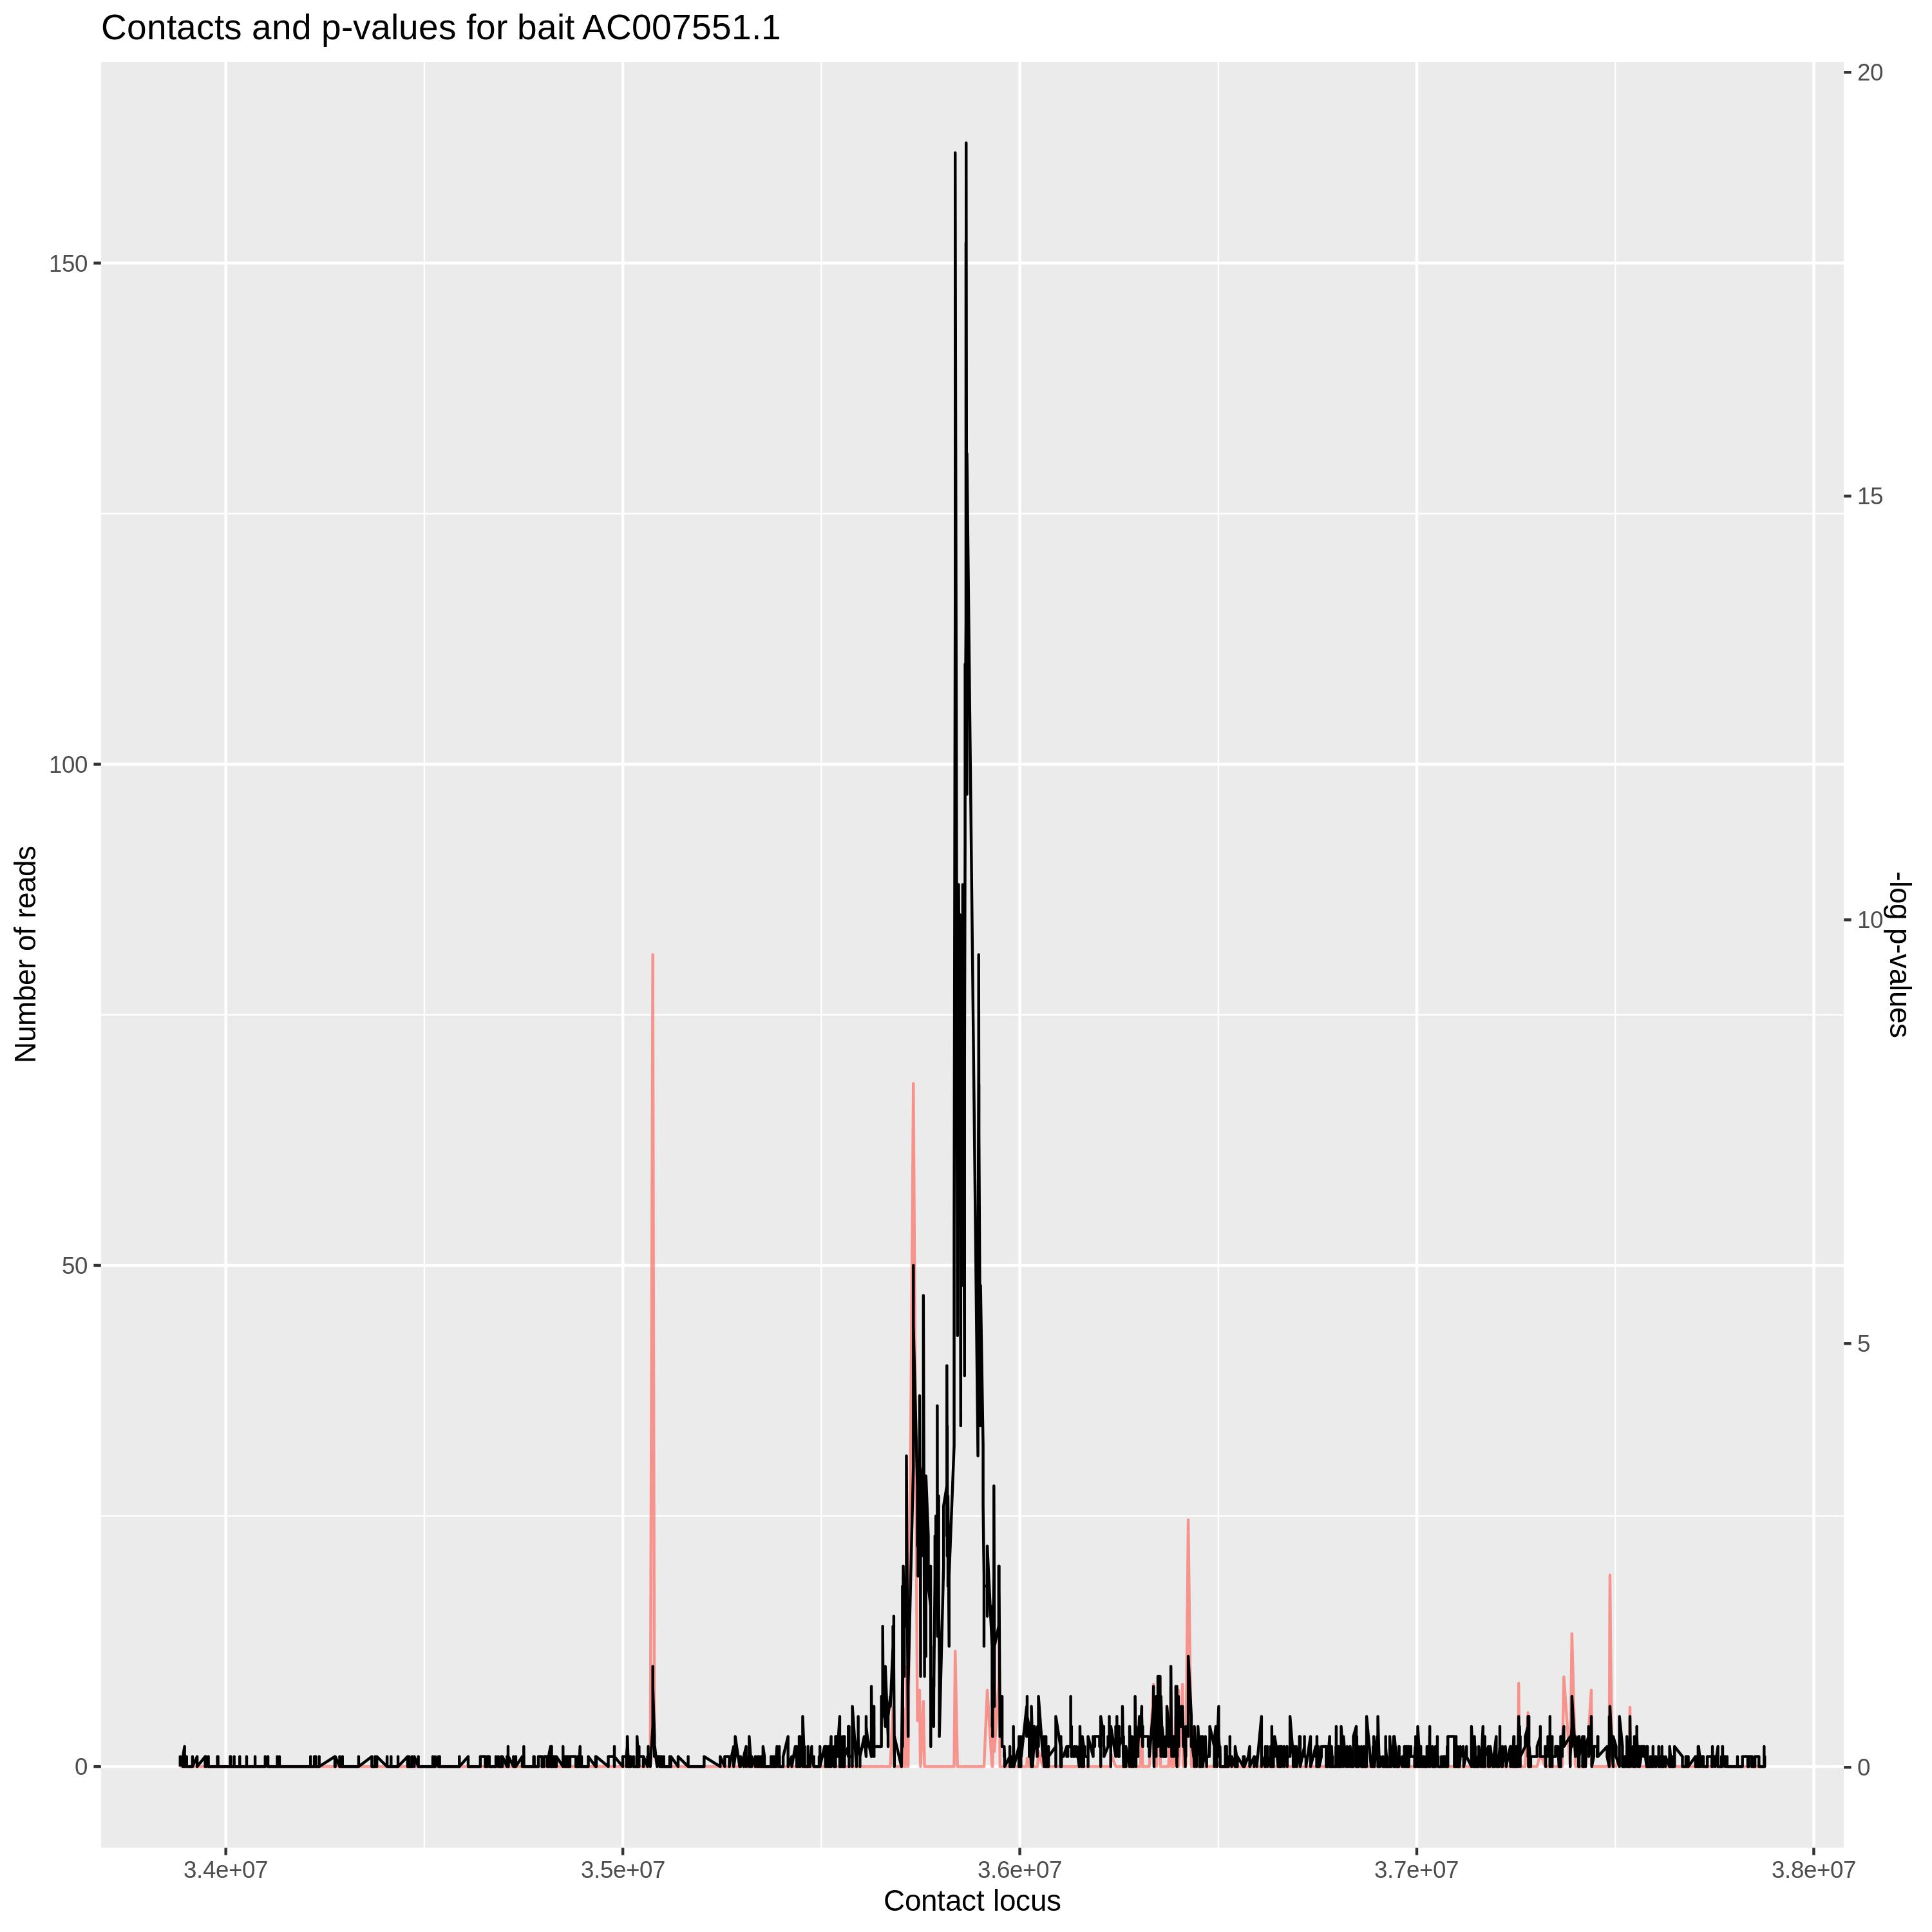 Contacts and p-values for bait AC007551.1
Number of reads
150
100
50
0
20
15
10
5
0
-log p-values
3.4e+07
3.5e+07
3.6e+07
3.7e+07
3.8e+07
Contact locus